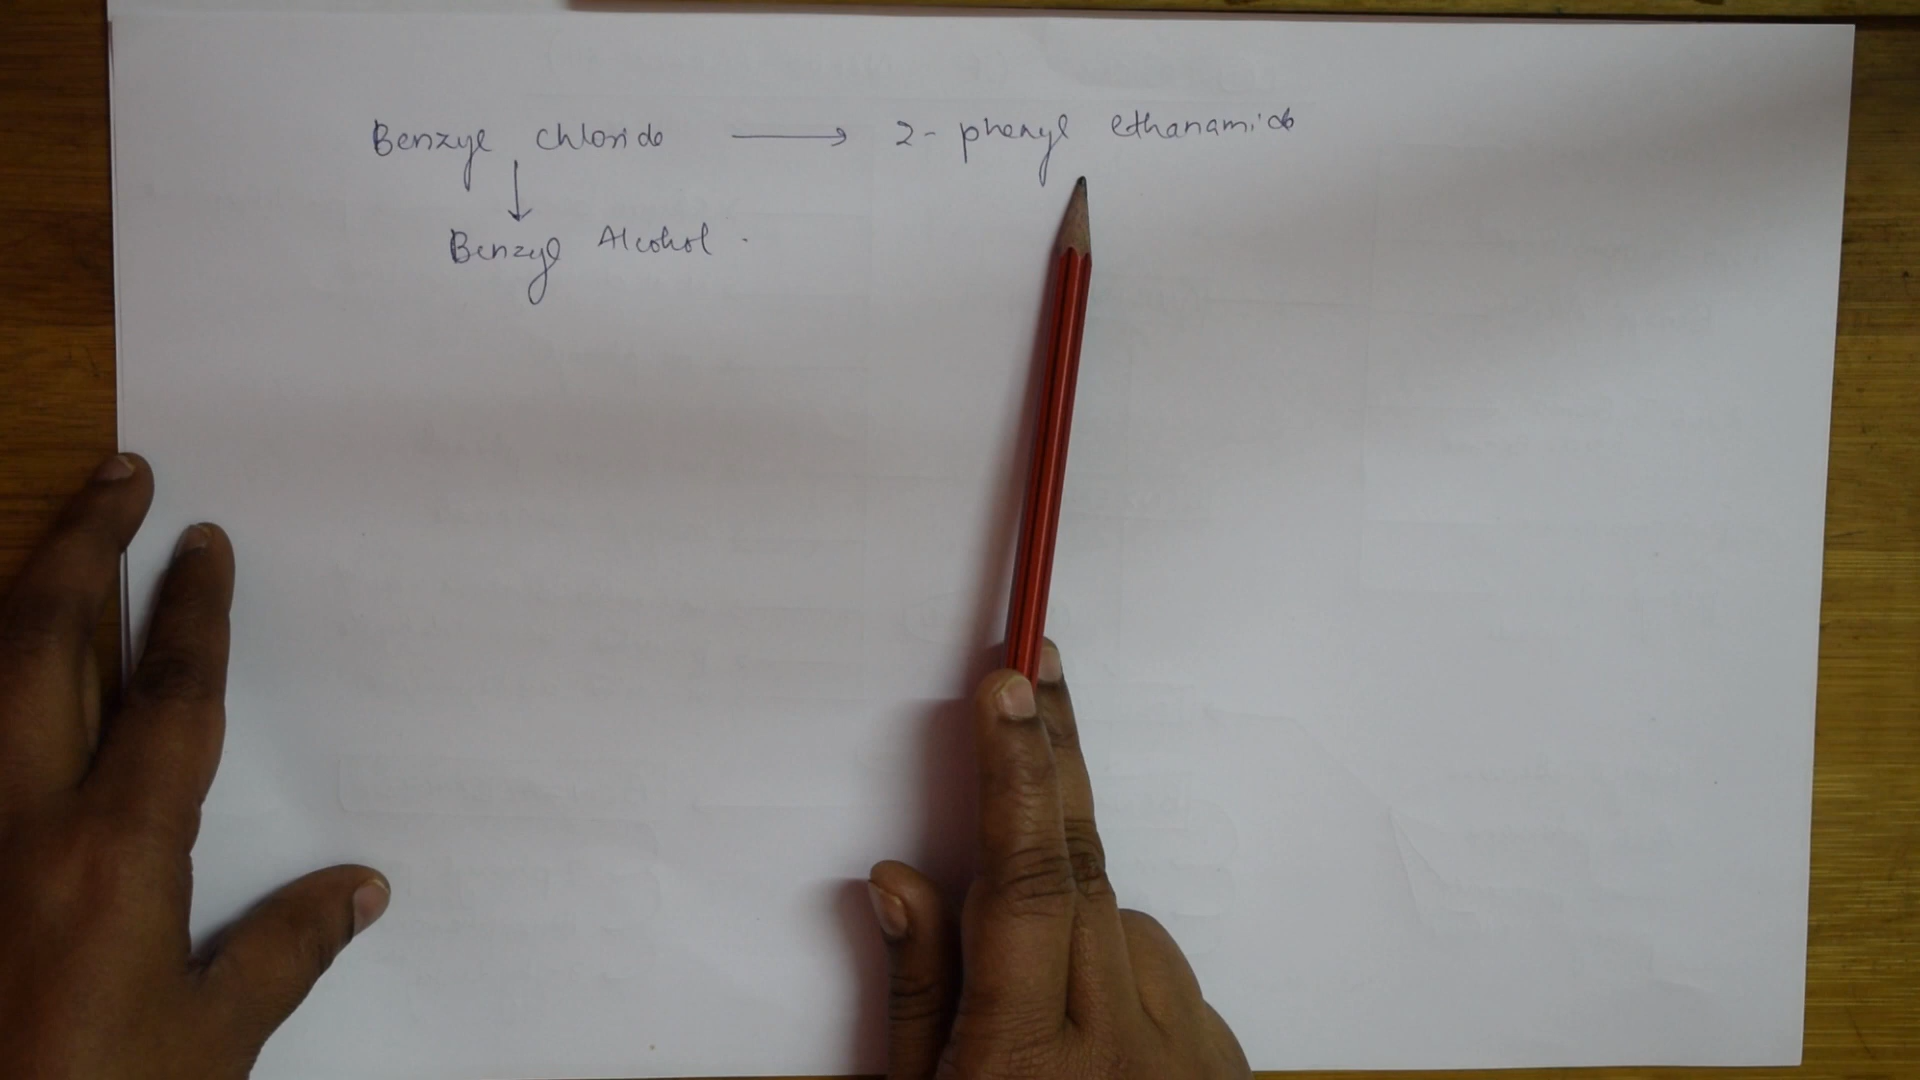 Benzyl chloride → 2- phenyl ethanamide
↓
Benzyl Alcohol .